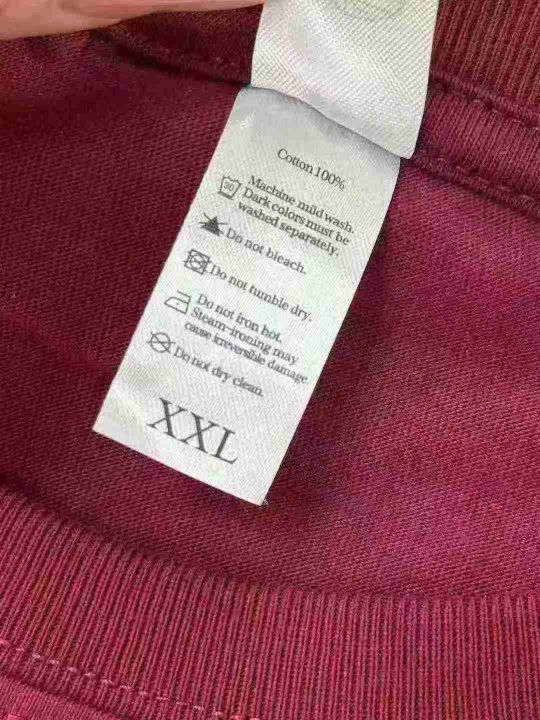 Cotton 100%
30
Machine mild wash.
Dark colors must be
washed separately.
Do not bleach.
Do not tumble dry.
Do not iron hot.
Steam-ironing may
cause irreversible damage.
Do not dry clean.
XXL